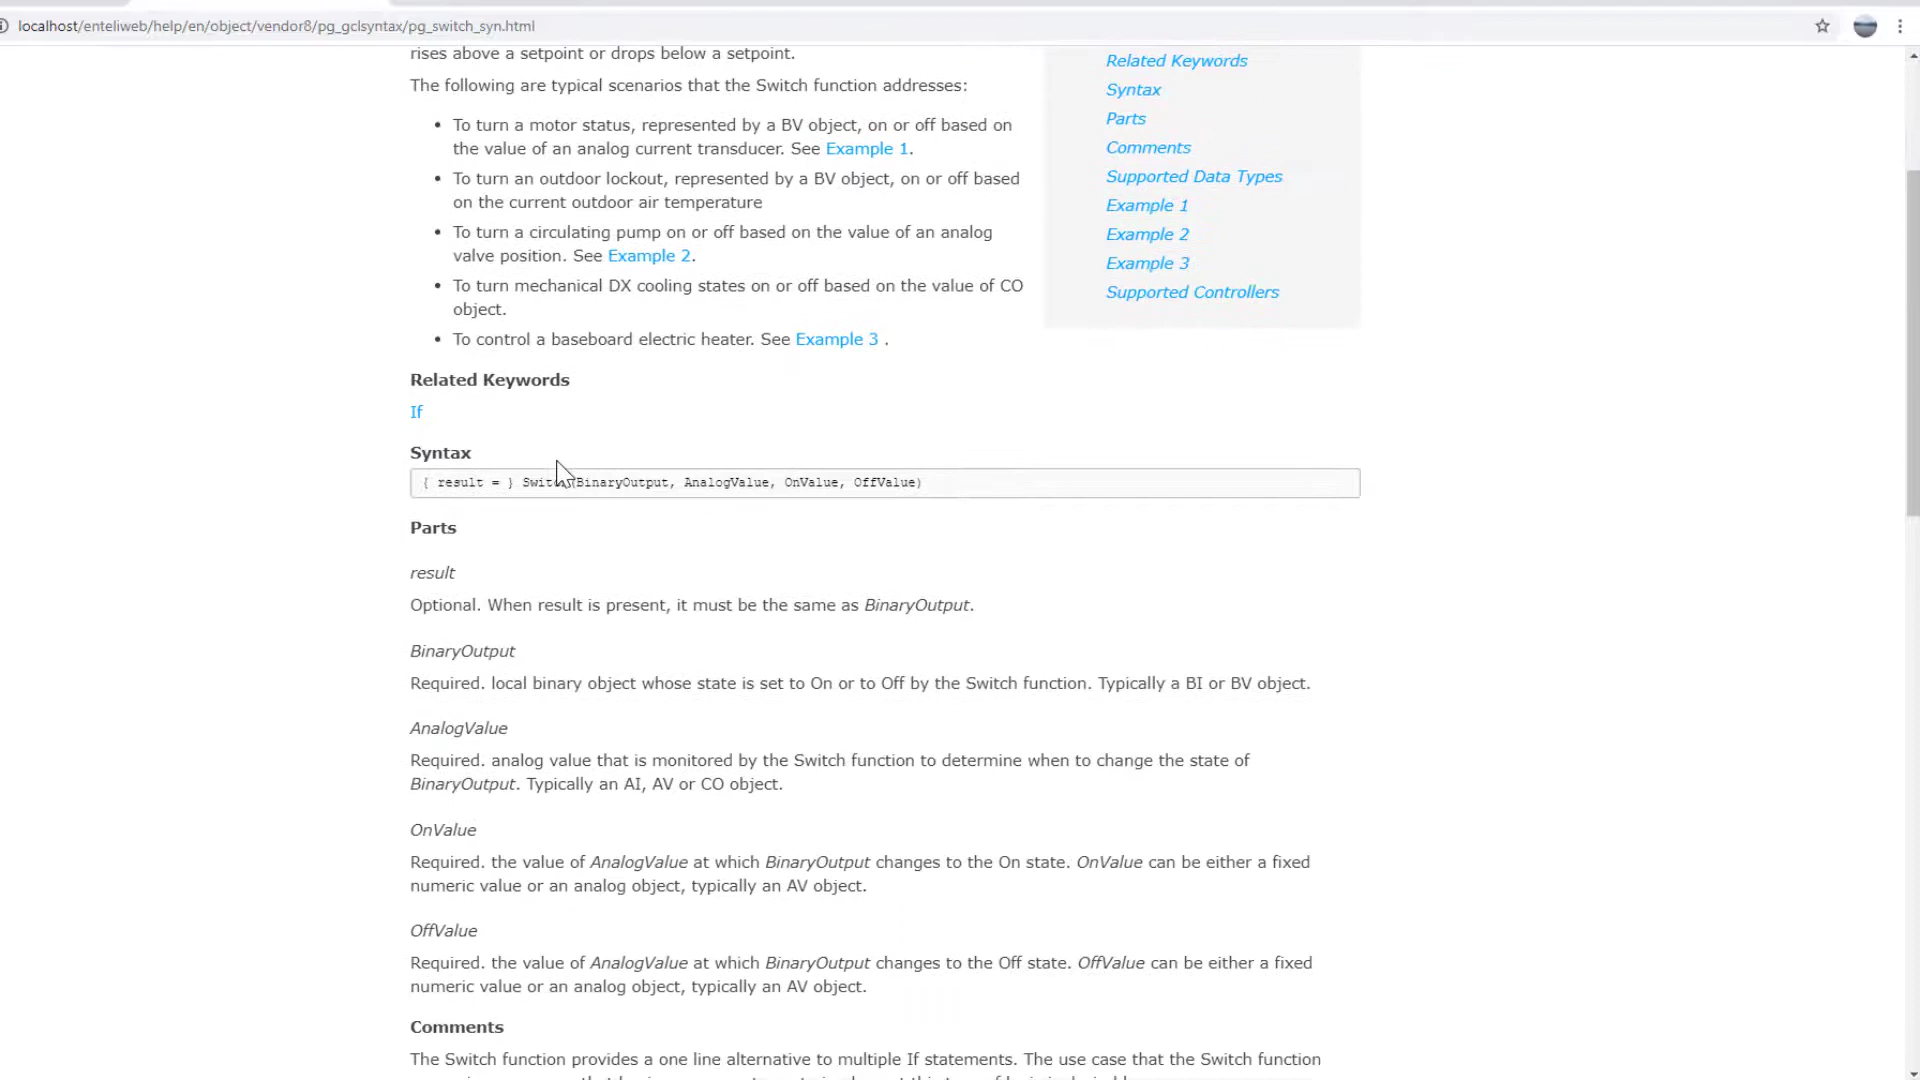 localhost/enteliweb/help/en/object/vendor8/pg_gclsyntax/pg_switch_syn.html
rises above a setpoint or drops below a setpoint.
The following are typical scenarios that the Switch function addresses:
• To turn a motor status, represented by a BV object, on or off based on
the value of an analog current transducer. See Example 1.
• To turn an outdoor lockout, represented by a BV object, on or off based
on the current outdoor air temperature
• To turn a circulating pump on or off based on the value of an analog
valve position. See Example 2.
• To turn mechanical DX cooling states on or off based on the value of CO
object.
• To control a baseboard electric heater. See Example 3 .
Related Keywords
Syntax
Parts
Comments
Supported Data Types
Example 1
Example 2
Example 3
Supported Controllers
Related Keywords
If
Syntax
{ result = } Switch(BinaryOutput, AnalogValue, OnValue, OffValue)
Parts
result
Optional. When result is present, it must be the same as BinaryOutput.
BinaryOutput
Required. local binary object whose state is set to On or to Off by the Switch function. Typically a BI or BV object.
AnalogValue
Required. analog value that is monitored by the Switch function to determine when to change the state of
BinaryOutput. Typically an AI, AV or CO object.
OnValue
Required. the value of AnalogValue at which BinaryOutput changes to the On state. OnValue can be either a fixed
numeric value or an analog object, typically an AV object.
OffValue
Required. the value of AnalogValue at which BinaryOutput changes to the Off state. OffValue can be either a fixed
numeric value or an analog object, typically an AV object.
Comments
The Switch function provides a one line alternative to multiple If statements. The use case that the Switch function